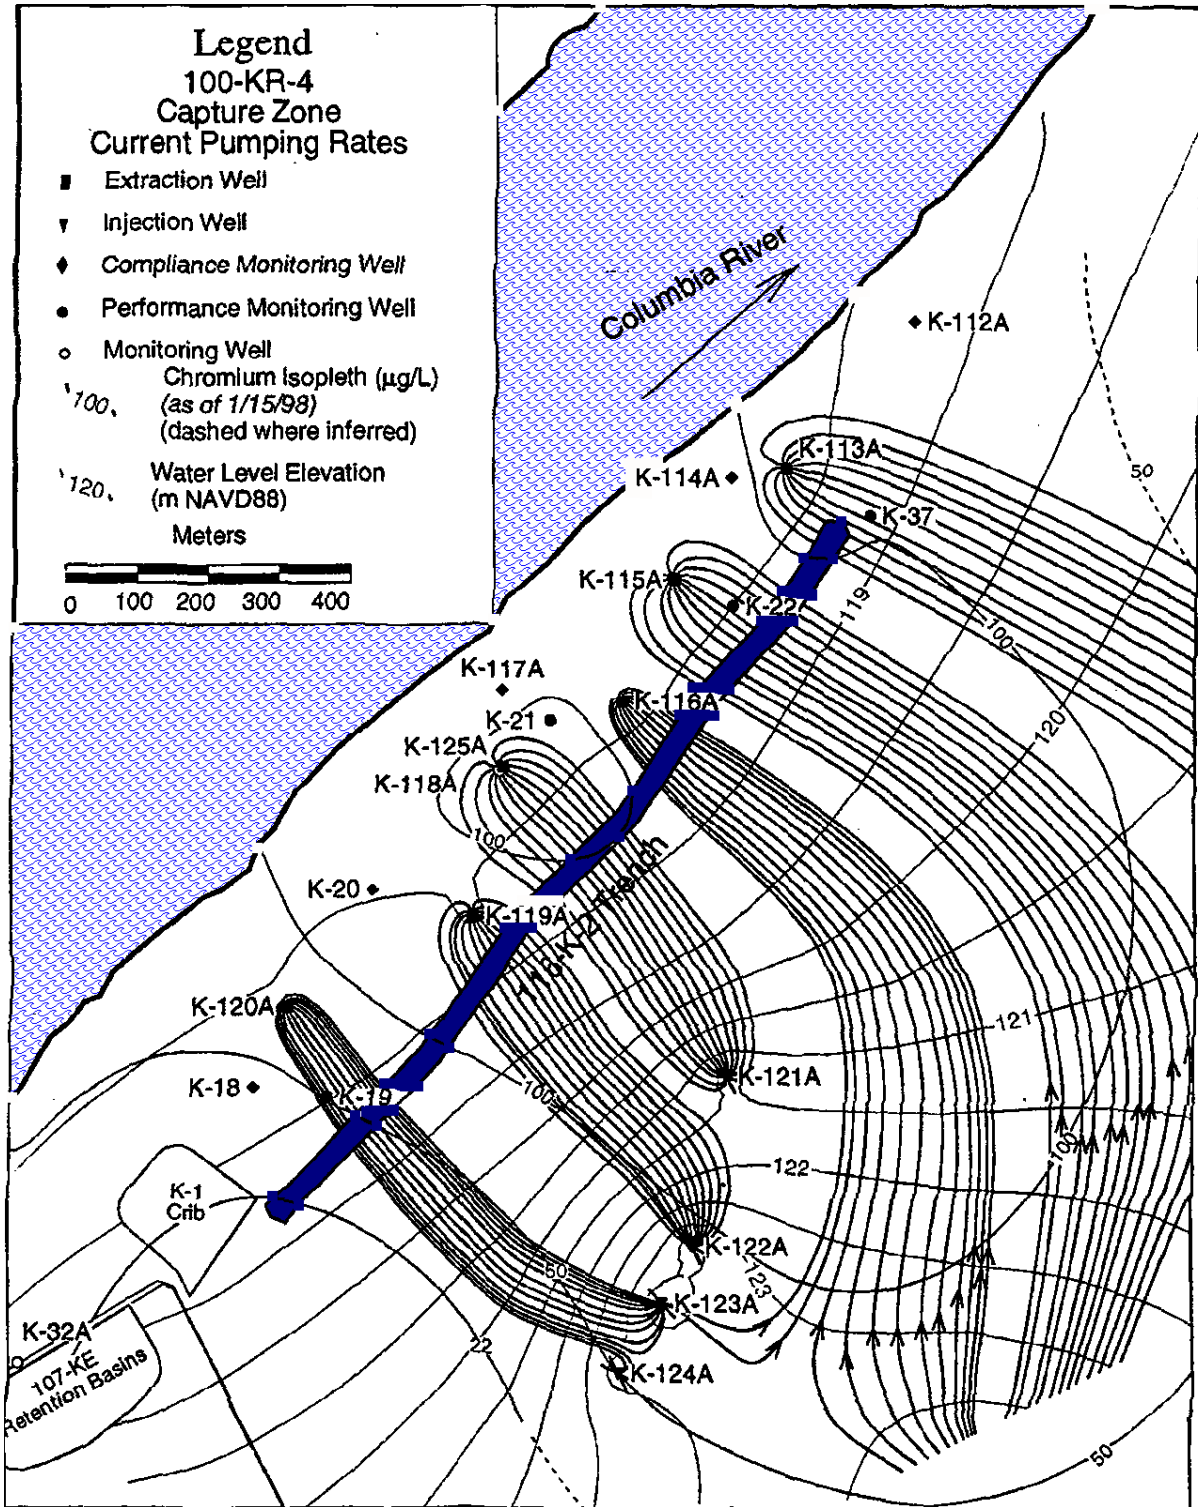 Legend
100-KR-4
Capture Zone
Current Pumping Rates
Extraction Well
Injection Well
Compliance Monitoring Well
Performance Monitoring Well
Monitoring Well
100
Chromium Isopleth (µg/L)
(as of 1/15/98)
(dashed where inferred)
120
Water Level Elevation
(m NAVD88)
Meters
0 100 200 300 400
Columbia River
K-112A
K-113A
50
K-114A
K-37
K-115A
K-22
119
100
K-117A
K-116A
K-21
120
K-125A
K-118A
100
116-K-2 Trench
K-20
K-119A
K-120A
121
K-121A
K-18
K-19
100
100
122
K-1
Crib
K-122A
50
123
K-123A
K-32A
22
107-KE
Retention Basins
K-124A
50